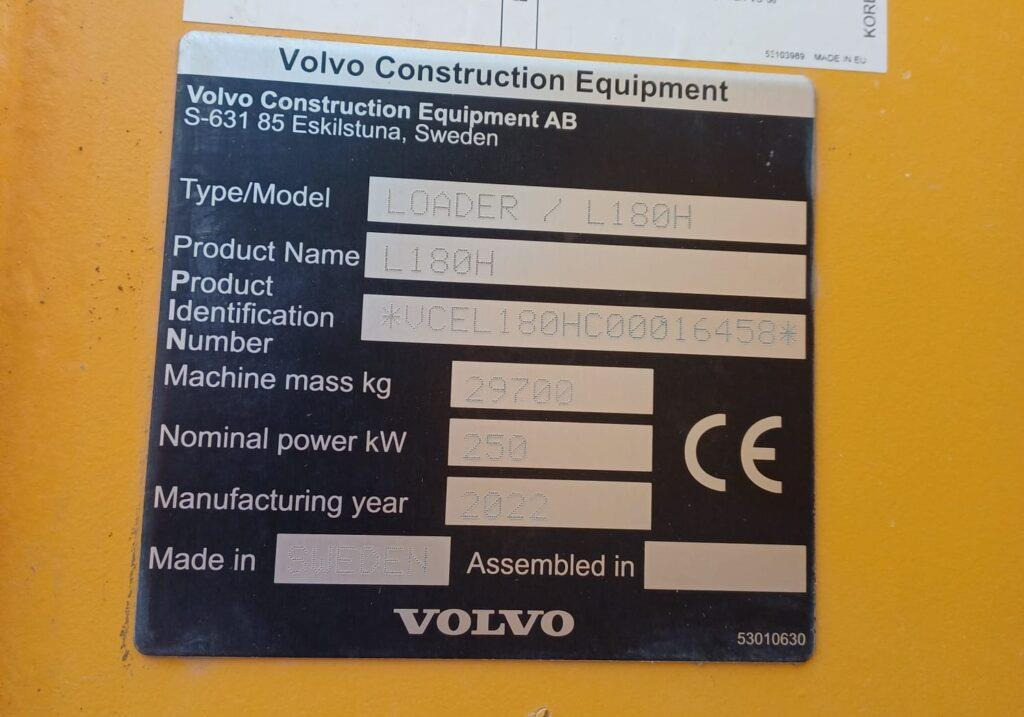 53103989 MADE IN EU
Volvo Construction Equipment
Volvo Construction Equipment AB
S-631 85 Eskilstuna, Sweden
Type/Model LOADER / L180H
Product Name L180H
Product
Identification
Number *VCEL180HC00016458*
Machine mass kg 29700
Nominal power kW 250
CE
Manufacturing year 2022
Made in SWEDEN Assembled in
VOLVO
53010630